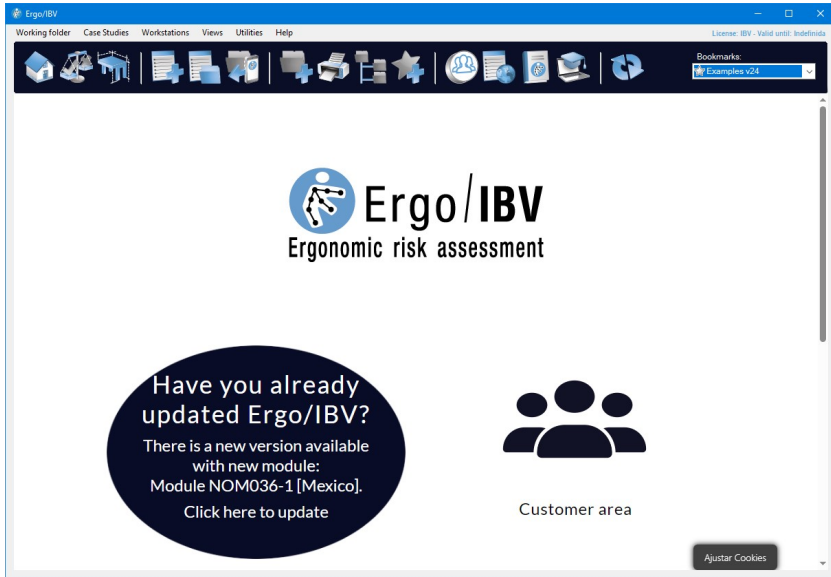 Ergo/IBV
Working folder Case Studies Workstations Views Utilities Help
License: IBV - Valid until: Indefinida
Bookmarks:
Examples v24
Ergo/IBV
Ergonomic risk assessment
Have you already
updated Ergo/IBV?
There is a new version available
with new module:
Module NOM036-1 [Mexico].
Click here to update
Customer area
Ajustar Cookies